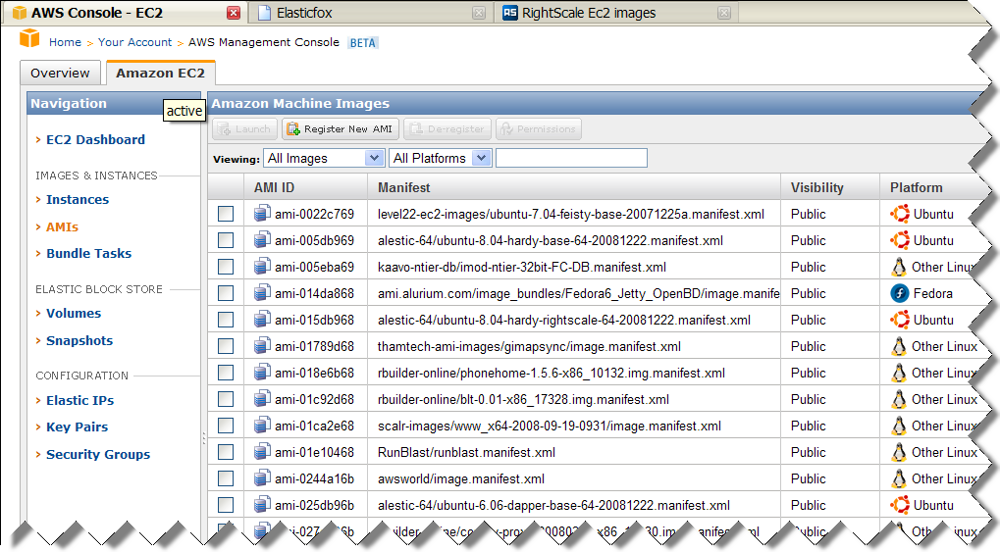 AWS Console - EC2 Elasticfox RightScale Ec2 images
Home > Your Account > AWS Management Console BETA
Overview Amazon EC2
Navigation active Amazon Machine Images
Launch Register New AMI De-register Permissions
Viewing: All Images All Platforms
AMI ID Manifest Visibility Platform
EC2 Dashboard
IMAGES & INSTANCES
Instances
AMIs
Bundle Tasks
ELASTIC BLOCK STORE
Volumes
Snapshots
CONFIGURATION
Elastic IPs
Key Pairs
Security Groups
ami-0022c769 level22-ec2-images/ubuntu-7.04-feisty-base-20071225a.manifest.xml Public Ubuntu
ami-005db969 alestic-64/ubuntu-8.04-hardy-base-64-20081222.manifest.xml Public Ubuntu
ami-005eba69 kaavo-ntier-db/imod-ntier-32bit-FC-DB.manifest.xml Public Other Linux
ami-014da868 ami.alurium.com/image_bundles/Fedora6_Jetty_OpenBD/image.manife Public Fedora
ami-015db968 alestic-64/ubuntu-8.04-hardy-rightscale-64-20081222.manifest.xml Public Ubuntu
ami-01789d68 thamtech-ami-images/gimapsync/image.manifest.xml Public Other Linux
ami-018e6b68 rbuilder-online/phonehome-1.5.6-x86_10132.img.manifest.xml Public Other Linux
ami-01c92d68 rbuilder-online/blt-0.01-x86_17328.img.manifest.xml Public Other Linux
ami-01ca2e68 scalr-images/www_x64-2008-09-19-0931/image.manifest.xml Public Other Linux
ami-01e10468 RunBlast/runblast.manifest.xml Public Other Linux
ami-0244a16b awsworld/image.manifest.xml Public Other Linux
ami-025db96b alestic-64/ubuntu-6.06-dapper-base-64-20081222.manifest.xml Public Ubuntu